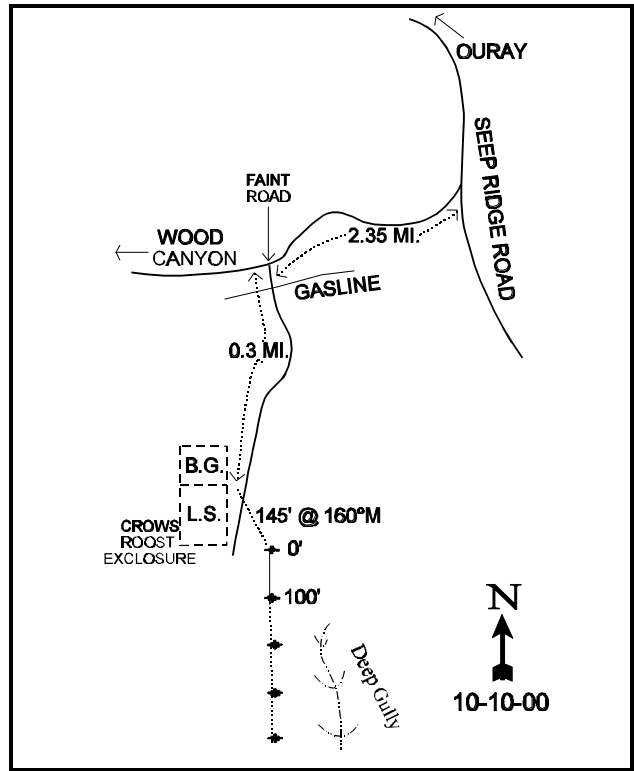 OURAY
SEEP RIDGE ROAD
FAINT
ROAD
WOOD
CANYON
2.35 MI.
GASLINE
0.3 MI.
B.G.
L.S.
145' @ 160°M
CROWS
ROOST
EXCLOSURE
0'
100'
Deep Gully
N
10-10-00